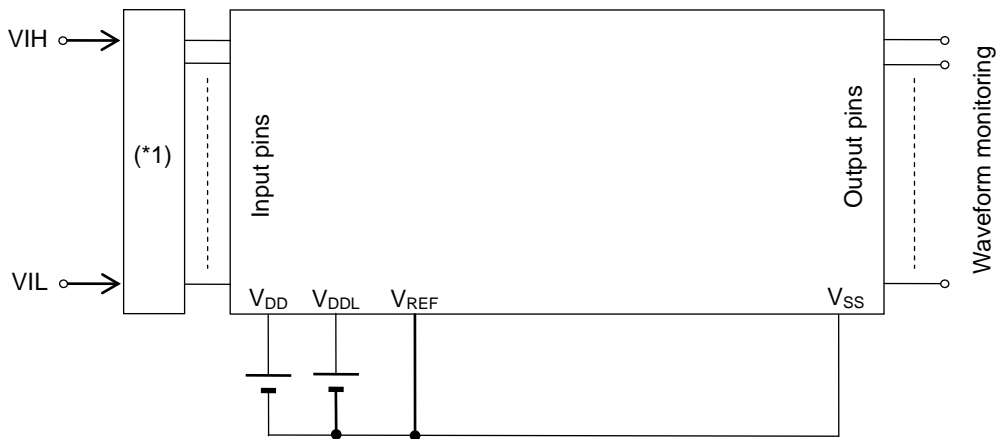 VIH
(*1)
VIL
Input pins
Output pins
Waveform monitoring
VDD
VDDL
VREF
VSS